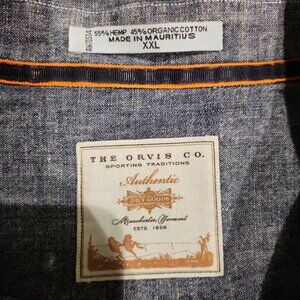 55% HEMP 45% ORGANIC COTTON
MADE IN MAURITIUS
XXL
THE ORVIS CO.
SPORTING TRADITIONS
Authentic
DRY GOODS
Manchester, Vermont
ESTD. 1856